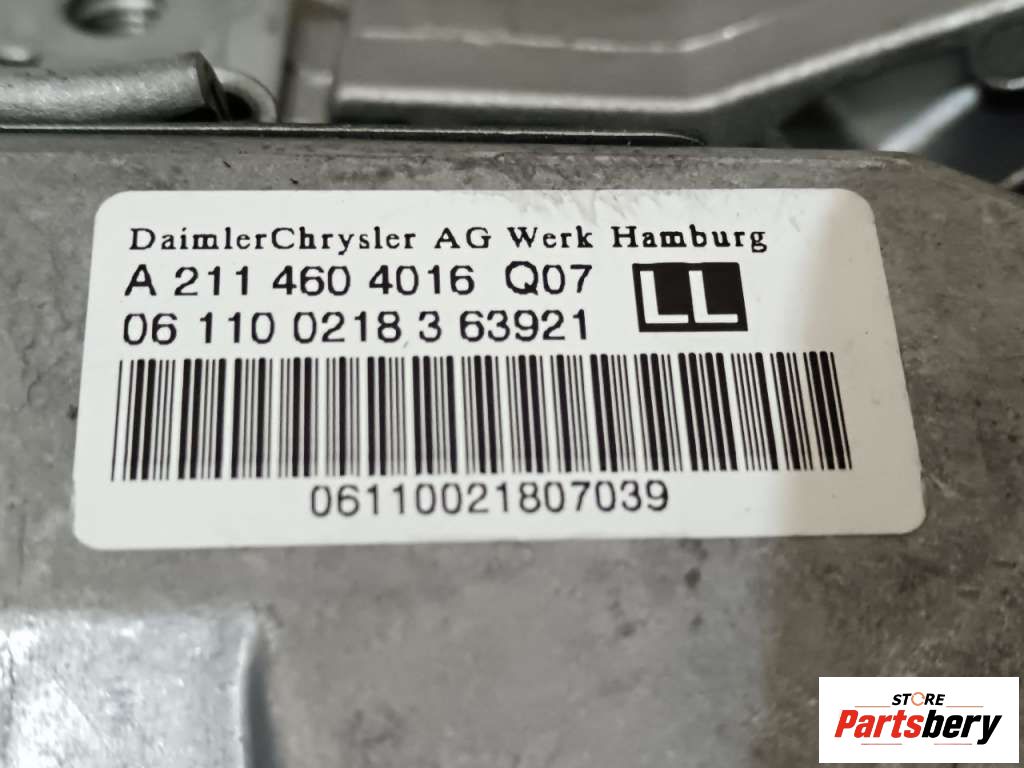 DaimlerChrysler AG Werk Hamburg
A 211 460 4016 Q07
LL
06 110 0218 3 63921
06110021807039
STORE
Partsbery